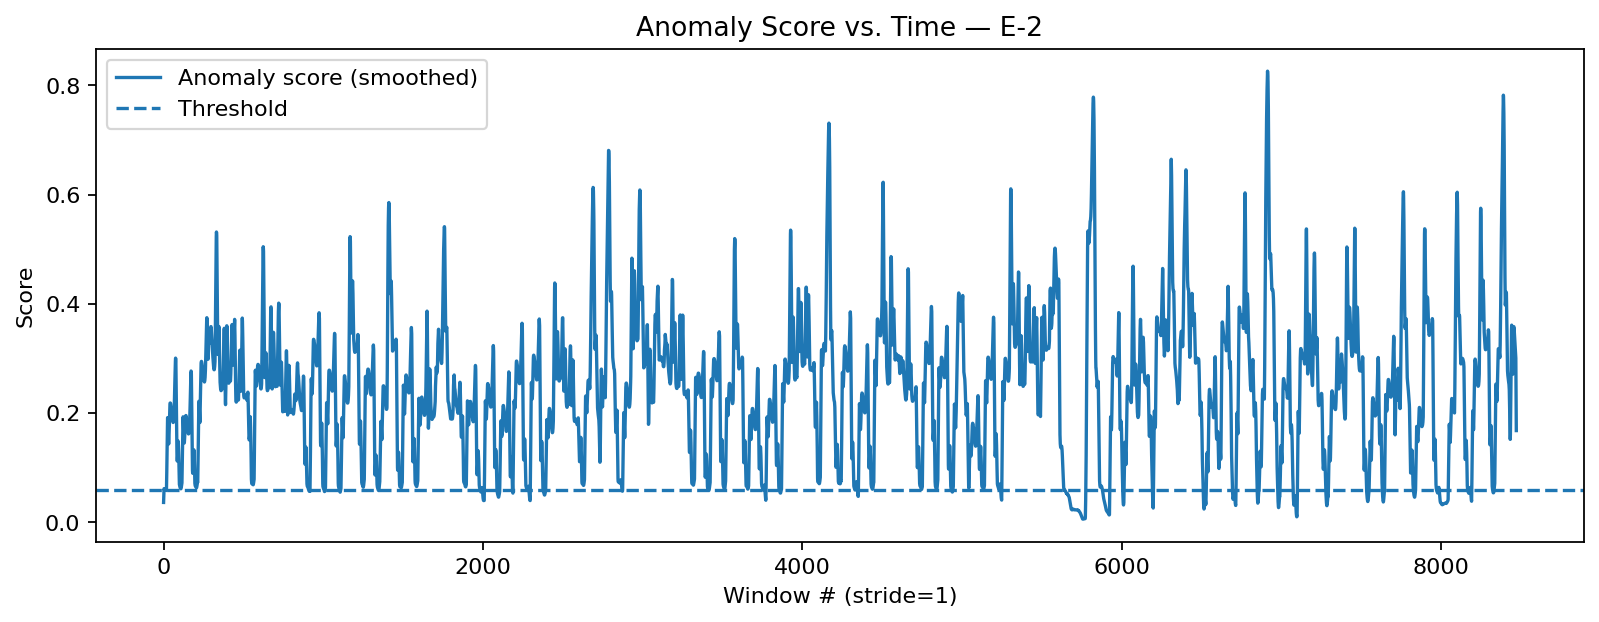 Anomaly Score vs. Time — E-2
Anomaly score (smoothed)
Threshold
Score
0.8
0.6
0.4
0.2
0.0
0 2000 4000 6000 8000
Window # (stride=1)